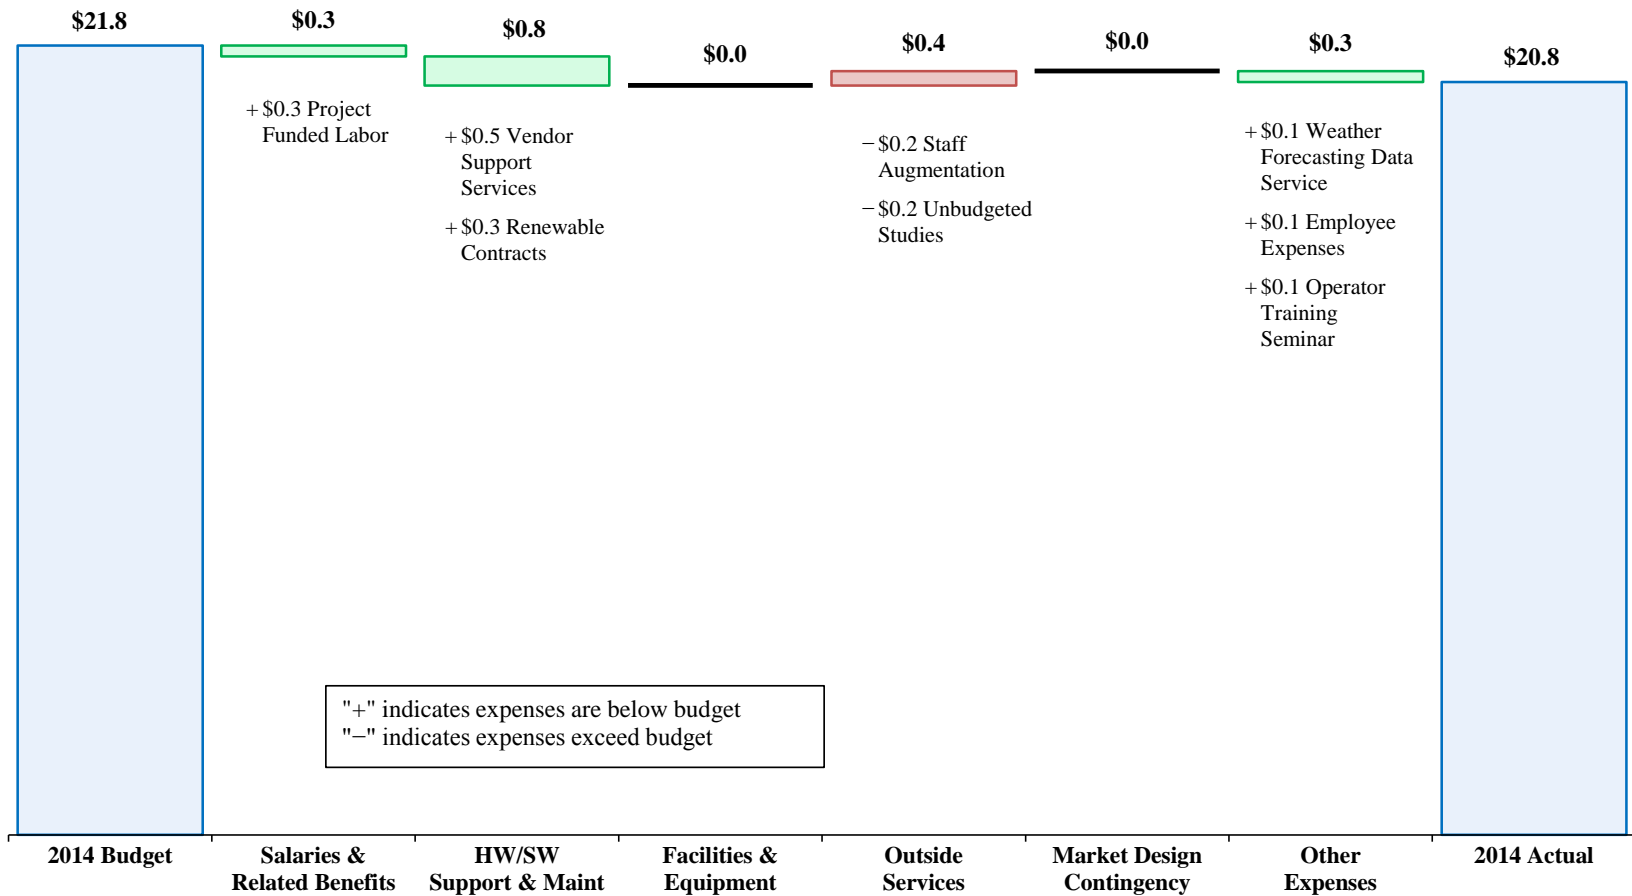 $21.8
$0.3
$0.8
$0.0
$0.4
$0.0
$0.3
$20.8
+ $0.3 Project
Funded Labor
+ $0.5 Vendor
Support
Services
+ $0.3 Renewable
Contracts
− $0.2 Staff
Augmentation
− $0.2 Unbudgeted
Studies
+ $0.1 Weather
Forecasting Data
Service
+ $0.1 Employee
Expenses
+ $0.1 Operator
Training
Seminar
"+" indicates expenses are below budget
"−" indicates expenses exceed budget
2014 Budget
Salaries &
Related Benefits
HW/SW
Support & Maint
Facilities &
Equipment
Outside
Services
Market Design
Contingency
Other
Expenses
2014 Actual